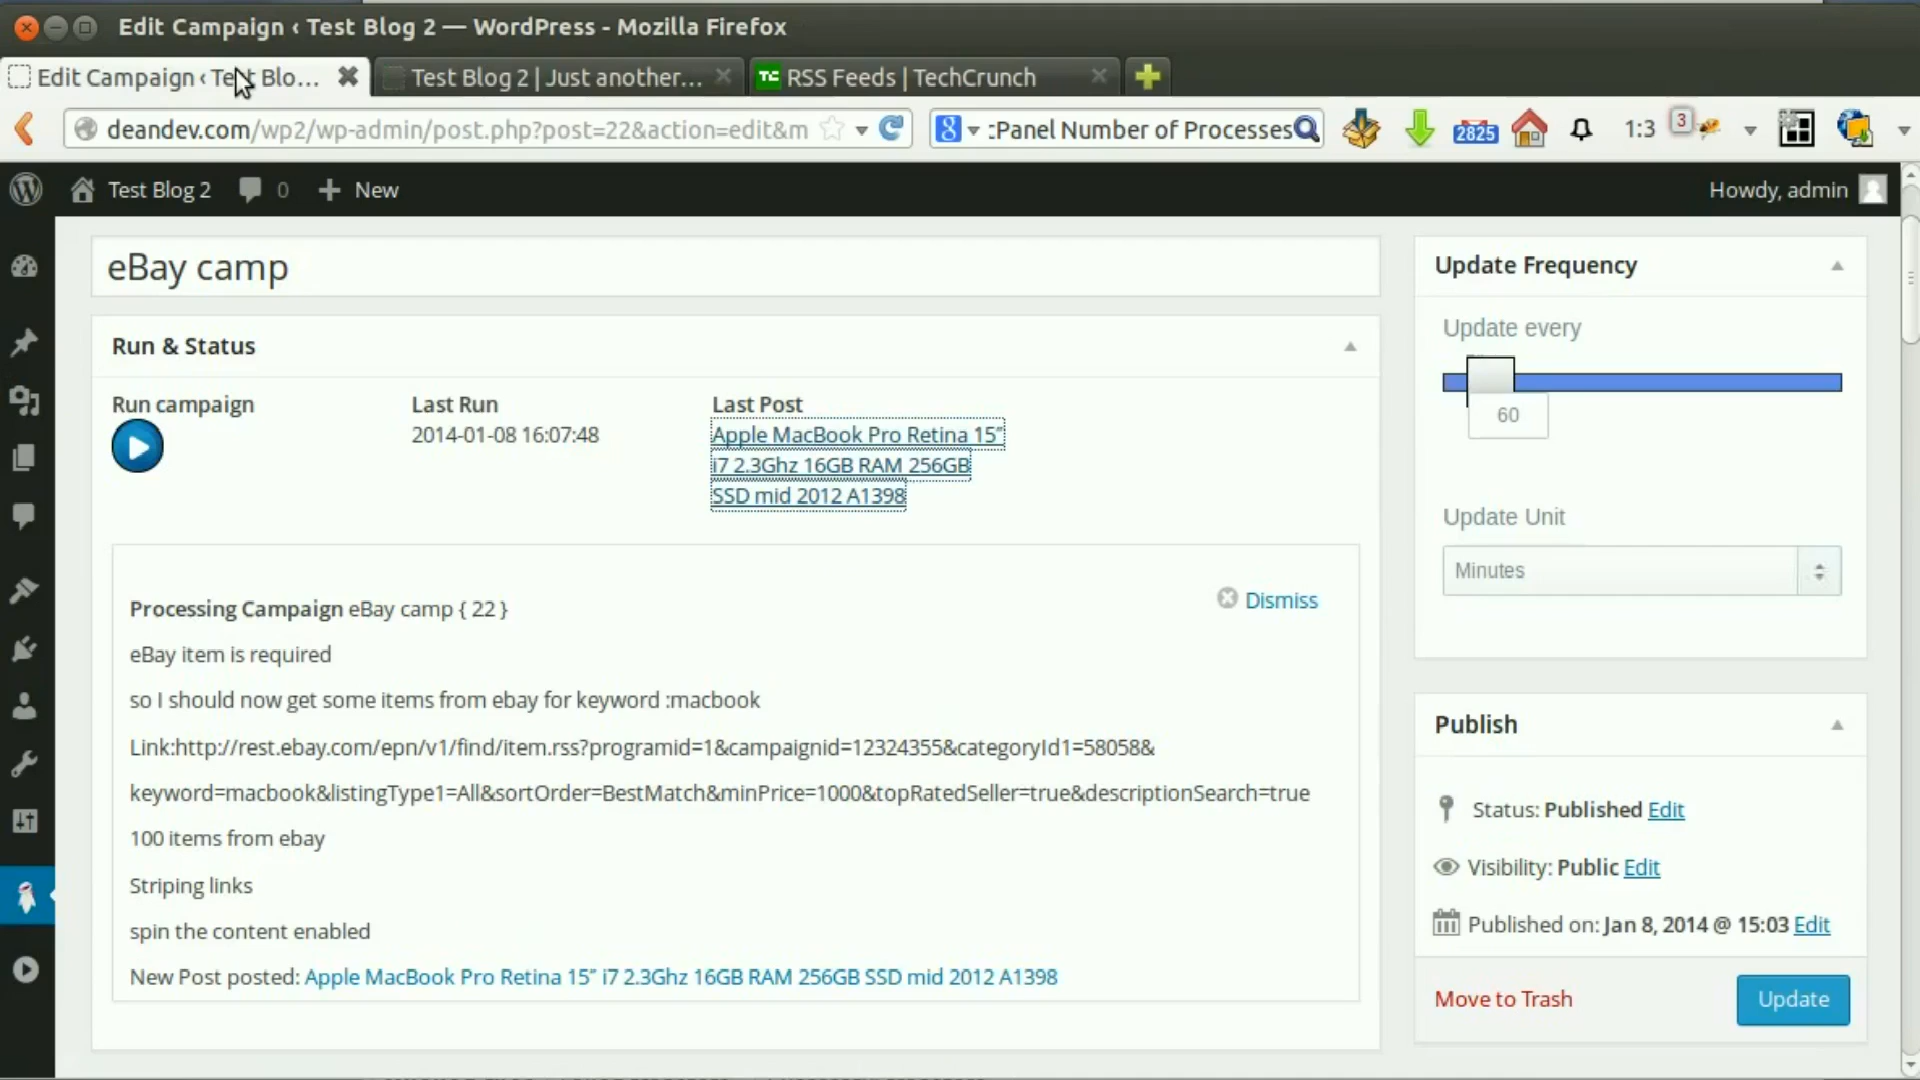 Edit Campaign ‹ Test Blog 2 — WordPress - Mozilla Firefox
Edit Campaign ‹ Test Blo...
Test Blog 2 | Just another...
TC RSS Feeds | TechCrunch
deandev.com/wp2/wp-admin/post.php?post=22&action=edit&m
8 :Panel Number of Processes
2825
1:3
3
Test Blog 2
0
New
Howdy, admin
eBay camp
Run & Status
Run campaign
Last Run
2014-01-08 16:07:48
Last Post
Apple MacBook Pro Retina 15″
i7 2.3Ghz 16GB RAM 256GB
SSD mid 2012 A1398
Dismiss
Processing Campaign eBay camp { 22 }
eBay item is required
so I should now get some items from ebay for keyword :macbook
Link:http://rest.ebay.com/epn/v1/find/item.rss?programid=1&campaignid=12324355&categoryId1=58058&
keyword=macbook&listingType1=All&sortOrder=BestMatch&minPrice=1000&topRatedSeller=true&descriptionSearch=true
100 items from ebay
Striping links
spin the content enabled
New Post posted: Apple MacBook Pro Retina 15″ i7 2.3Ghz 16GB RAM 256GB SSD mid 2012 A1398
Update Frequency
Update every
60
Update Unit
Minutes
Publish
Status: Published Edit
Visibility: Public Edit
Published on: Jan 8, 2014 @ 15:03 Edit
Move to Trash
Update